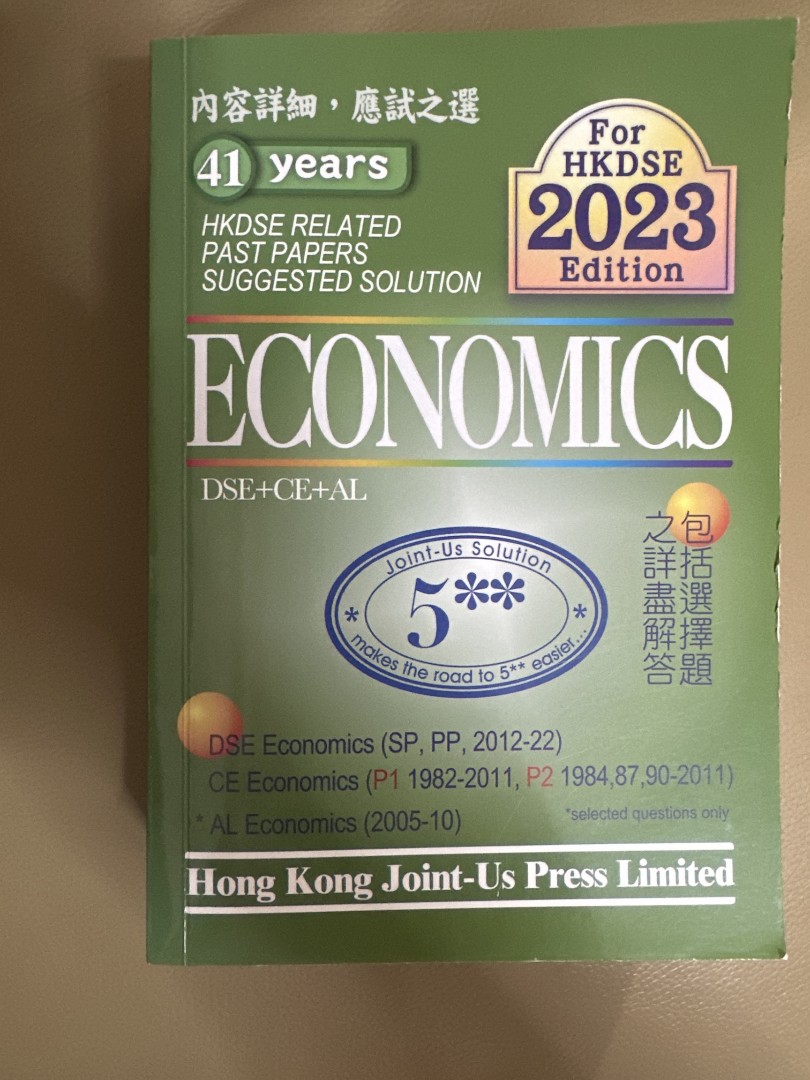 內容詳細，應試之選
41 years
HKDSE RELATED
PAST PAPERS
SUGGESTED SOLUTION
For
HKDSE
2023
Edition
ECONOMICS
DSE+CE+AL
Joint-Us Solution
* 5** *
makes the road to 5** easier...
包括選擇題
之詳盡解答
DSE Economics (SP, PP, 2012-22)
CE Economics (P1 1982-2011, P2 1984,87,90-2011)
* AL Economics (2005-10)
*selected questions only
Hong Kong Joint-Us Press Limited